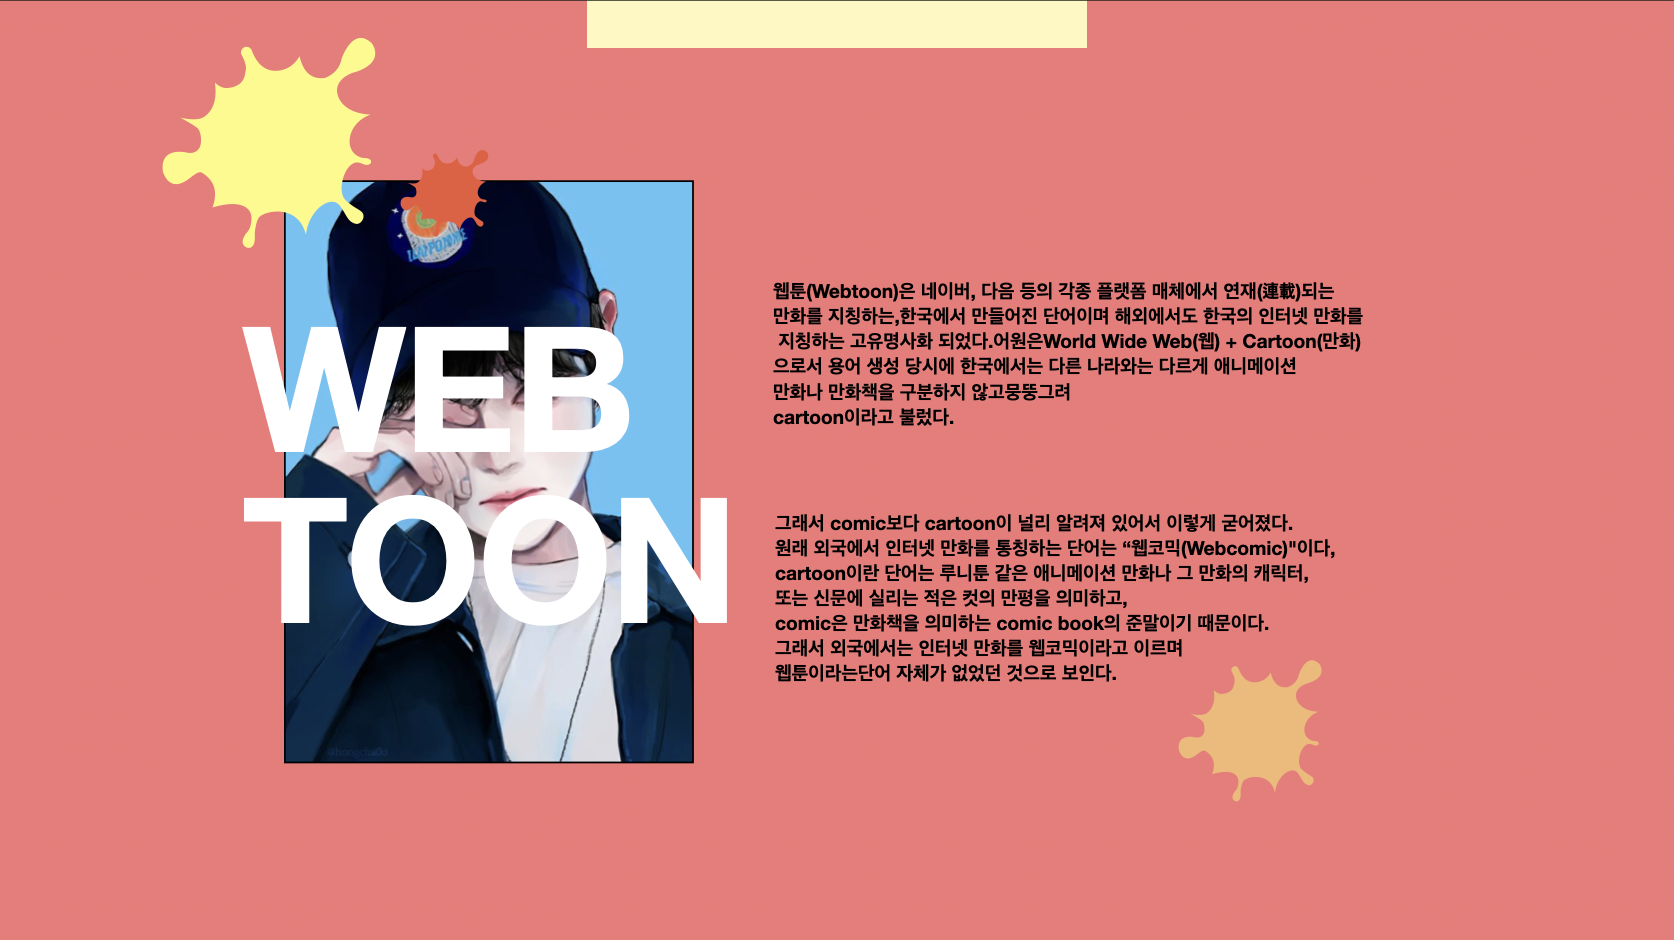 WEB
TOON
웹툰(Webtoon)은 네이버, 다음 등의 각종 플랫폼 매체에서 연재(連載)되는
만화를 지칭하는,한국에서 만들어진 단어이며 해외에서도 한국의 인터넷 만화를
지칭하는 고유명사화 되었다.어원은World Wide Web(웹) + Cartoon(만화)
으로서 용어 생성 당시에 한국에서는 다른 나라와는 다르게 애니메이션
만화나 만화책을 구분하지 않고뭉뚱그려
cartoon이라고 불렀다.
그래서 comic보다 cartoon이 널리 알려져 있어서 이렇게 굳어졌다.
원래 외국에서 인터넷 만화를 통칭하는 단어는 “웹코믹(Webcomic)"이다,
cartoon이란 단어는 루니툰 같은 애니메이션 만화나 그 만화의 캐릭터,
또는 신문에 실리는 적은 컷의 만평을 의미하고,
comic은 만화책을 의미하는 comic book의 준말이기 때문이다.
그래서 외국에서는 인터넷 만화를 웹코믹이라고 이르며
웹툰이라는단어 자체가 없었던 것으로 보인다.